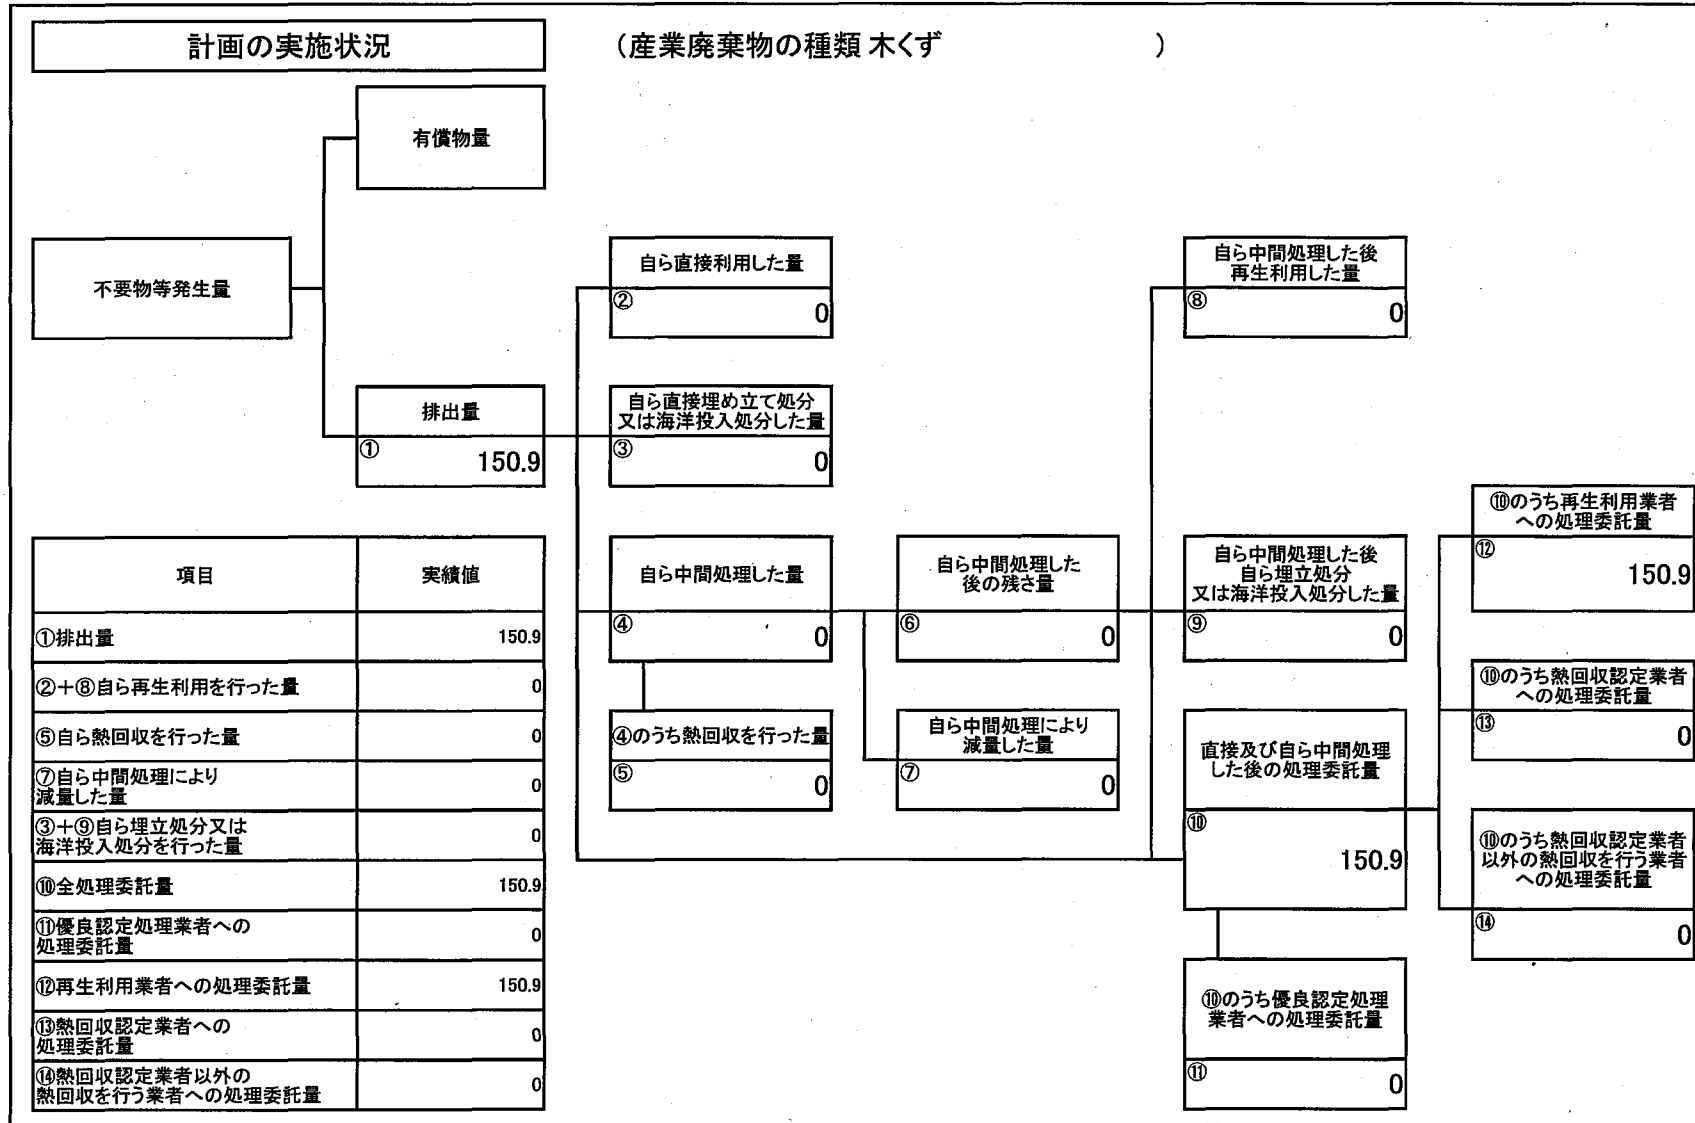 計画の実施状況
(産業廃棄物の種類 木くず )
有償物量
不要物等発生量
排出量
①
150.9
自ら直接利用した量
②
0
自ら直接埋め立て処分
又は海洋投入処分した量
③
0
自ら中間処理した量
④
0
④のうち熱回収を行った量
⑤
0
自ら中間処理した
後の残さ量
⑥
0
自ら中間処理により
減量した量
⑦
0
自ら中間処理した後
再生利用した量
⑧
0
自ら中間処理した後
自ら埋立処分
又は海洋投入処分した量
⑨
0
直接及び自ら中間処理
した後の処理委託量
⑩
150.9
⑩のうち優良認定処理
業者への処理委託量
⑪
0
⑩のうち再生利用業者
への処理委託量
⑫
150.9
⑩のうち熱回収認定業者
への処理委託量
⑬
0
⑩のうち熱回収認定業者
以外の熱回収を行う業者
への処理委託量
⑭
0
項目 実績値
①排出量 150.9
②+⑧自ら再生利用を行った量 0
⑤自ら熱回収を行った量 0
⑦自ら中間処理により
減量した量 0
③+⑨自ら埋立処分又は
海洋投入処分を行った量 0
⑩全処理委託量 150.9
⑪優良認定処理業者への
処理委託量 0
⑫再生利用業者への処理委託量 150.9
⑬熱回収認定業者への
処理委託量 0
⑭熱回収認定業者以外の
熱回収を行う業者への処理委託量 0